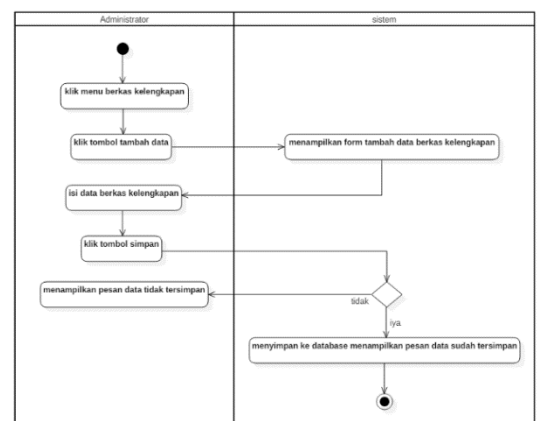 Administrator
sistem
klik menu berkas kelengkapan
klik tombol tambah data
menampilkan form tambah data berkas kelengkapan
isi data berkas kelengkapan
klik tombol simpan
menampilkan pesan data tidak tersimpan
tidak
iya
menyimpan ke database menampilkan pesan data sudah tersimpan